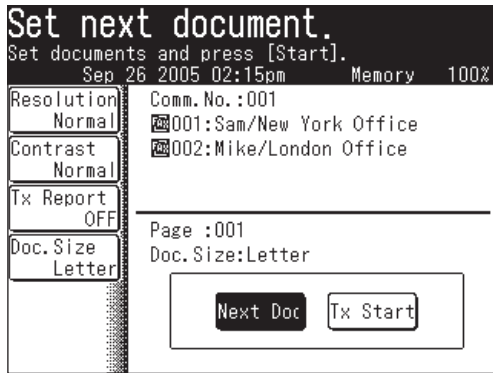 Set next document.
Set documents and press [Start].
Sep 26 2005 02:15pm Memory 100%
Resolution
Normal
Contrast
Normal
Tx Report
OFF
Doc.Size
Letter
Comm.No.:001
FAX001:Sam/New York Office
FAX002:Mike/London Office
Page :001
Doc.Size:Letter
Next Doc
Tx Start